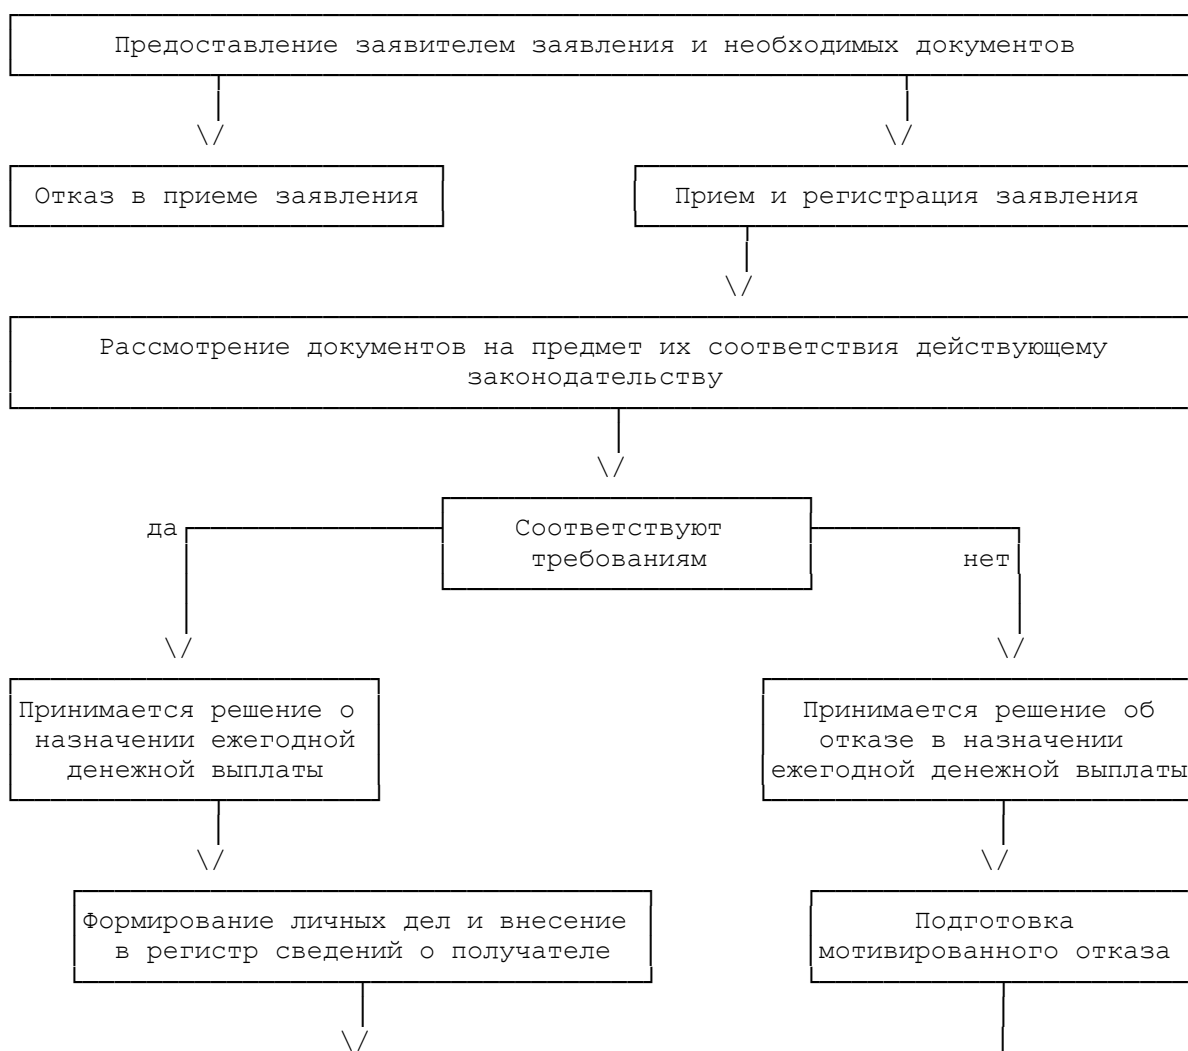 Предоставление заявителем заявления и необходимых документов
Отказ в приеме заявления
Прием и регистрация заявления
Рассмотрение документов на предмет их соответствия действующему
законодательству
да
Соответствуют
требованиям
нет
Принимается решение о
назначении ежегодной
денежной выплаты
Принимается решение об
отказе в назначении
ежегодной денежной выплаты
Формирование личных дел и внесение
в регистр сведений о получателе
Подготовка
мотивированного отказа